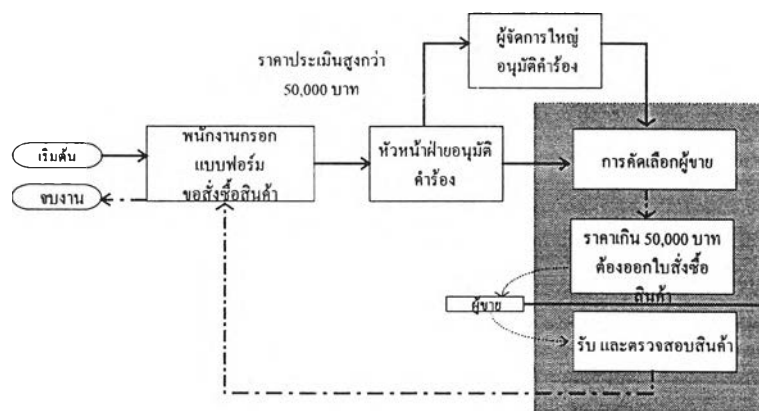 ผู้จัดการใหญ่
อนุมัติคำร้อง
ราคาประเมินสูงกว่า
50,000 บาท
เริ่มต้น
จบงาน
พนักงานกรอก
แบบฟอร์ม
ขอสั่งซื้อสินค้า
หัวหน้าฝ่ายอนุมัติ
คำร้อง
การคัดเลือกผู้ขาย
ราคาเกิน 50,000 บาท
ต้องออกใบสั่งซื้อ
สินค้า
ผู้ขาย
รับ และตรวจสอบสินค้า